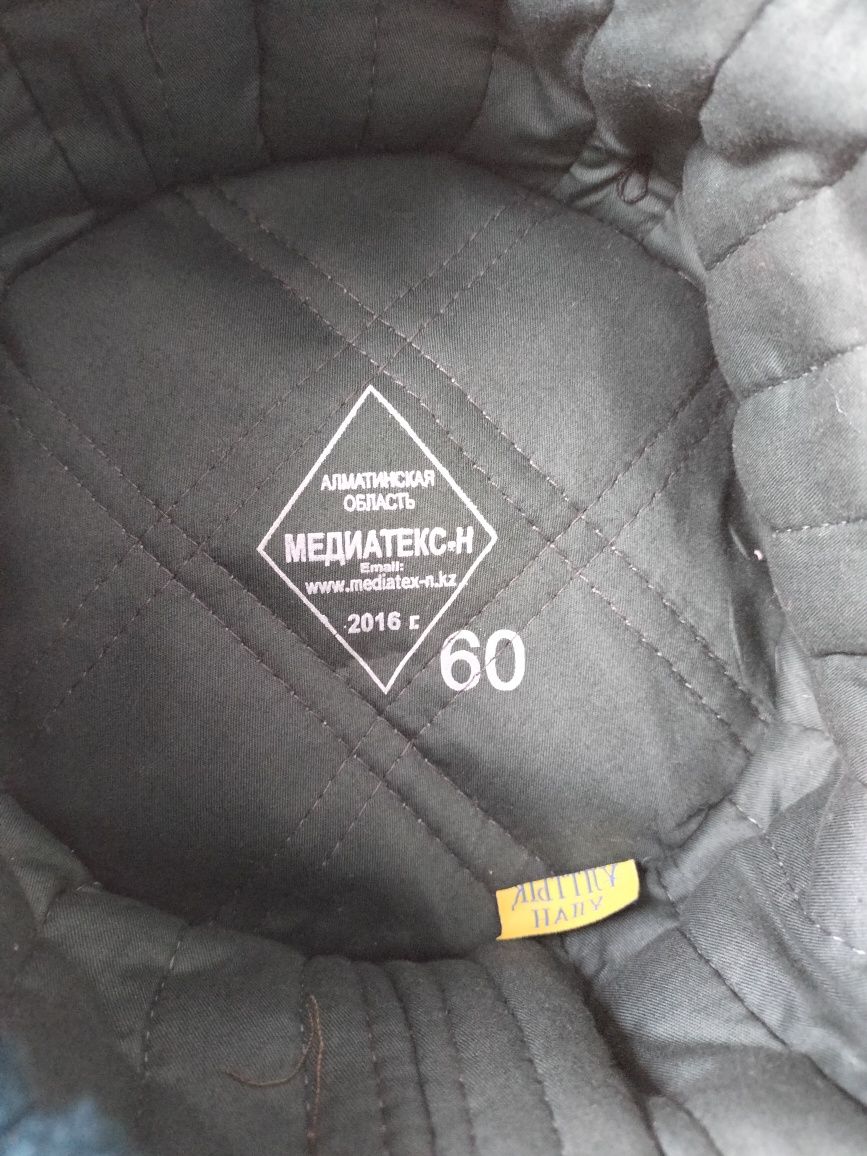 АЛМАТИНСКАЯ
ОБЛАСТЬ
МЕДИАТЕКС-Н
Email:
www.mediatex-n.kz
2016 г.
60